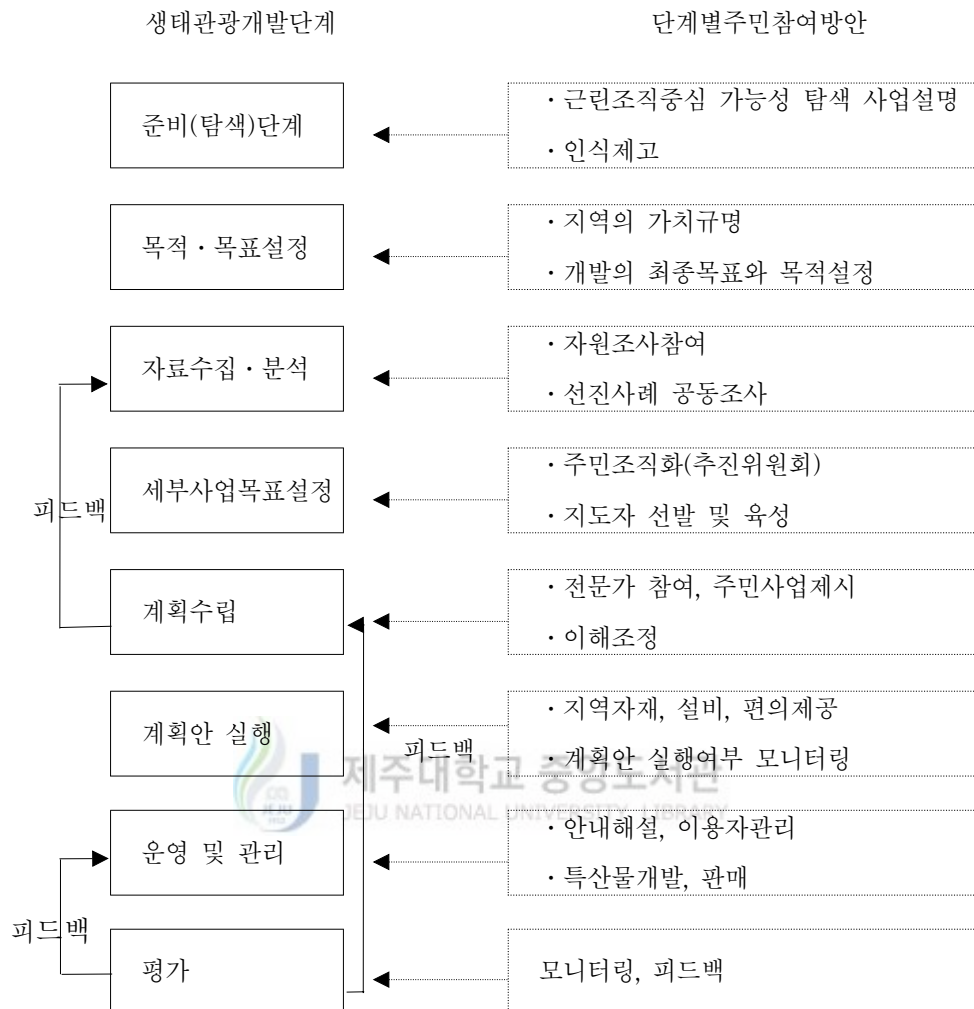 생태관광개발단계
단계별주민참여방안
준비(탐색)단계
·근린조직중심 가능성 탐색 사업설명
·인식제고
목적·목표설정
·지역의 가치규명
·개발의 최종목표와 목적설정
자료수집·분석
·자원조사참여
·선진사례 공동조사
세부사업목표설정
·주민조직화(추진위원회)
·지도자 선발 및 육성
피드백
계획수립
·전문가 참여, 주민사업제시
·이해조정
계획안 실행
·지역자재, 설비, 편의제공
·계획안 실행여부 모니터링
피드백
제주대학교 중앙도서관
JEJU NATIONAL UNIVERSITY LIBRARY
JEJU
1952
운영 및 관리
·안내해설, 이용자관리
·특산물개발, 판매
피드백
평가
모니터링, 피드백